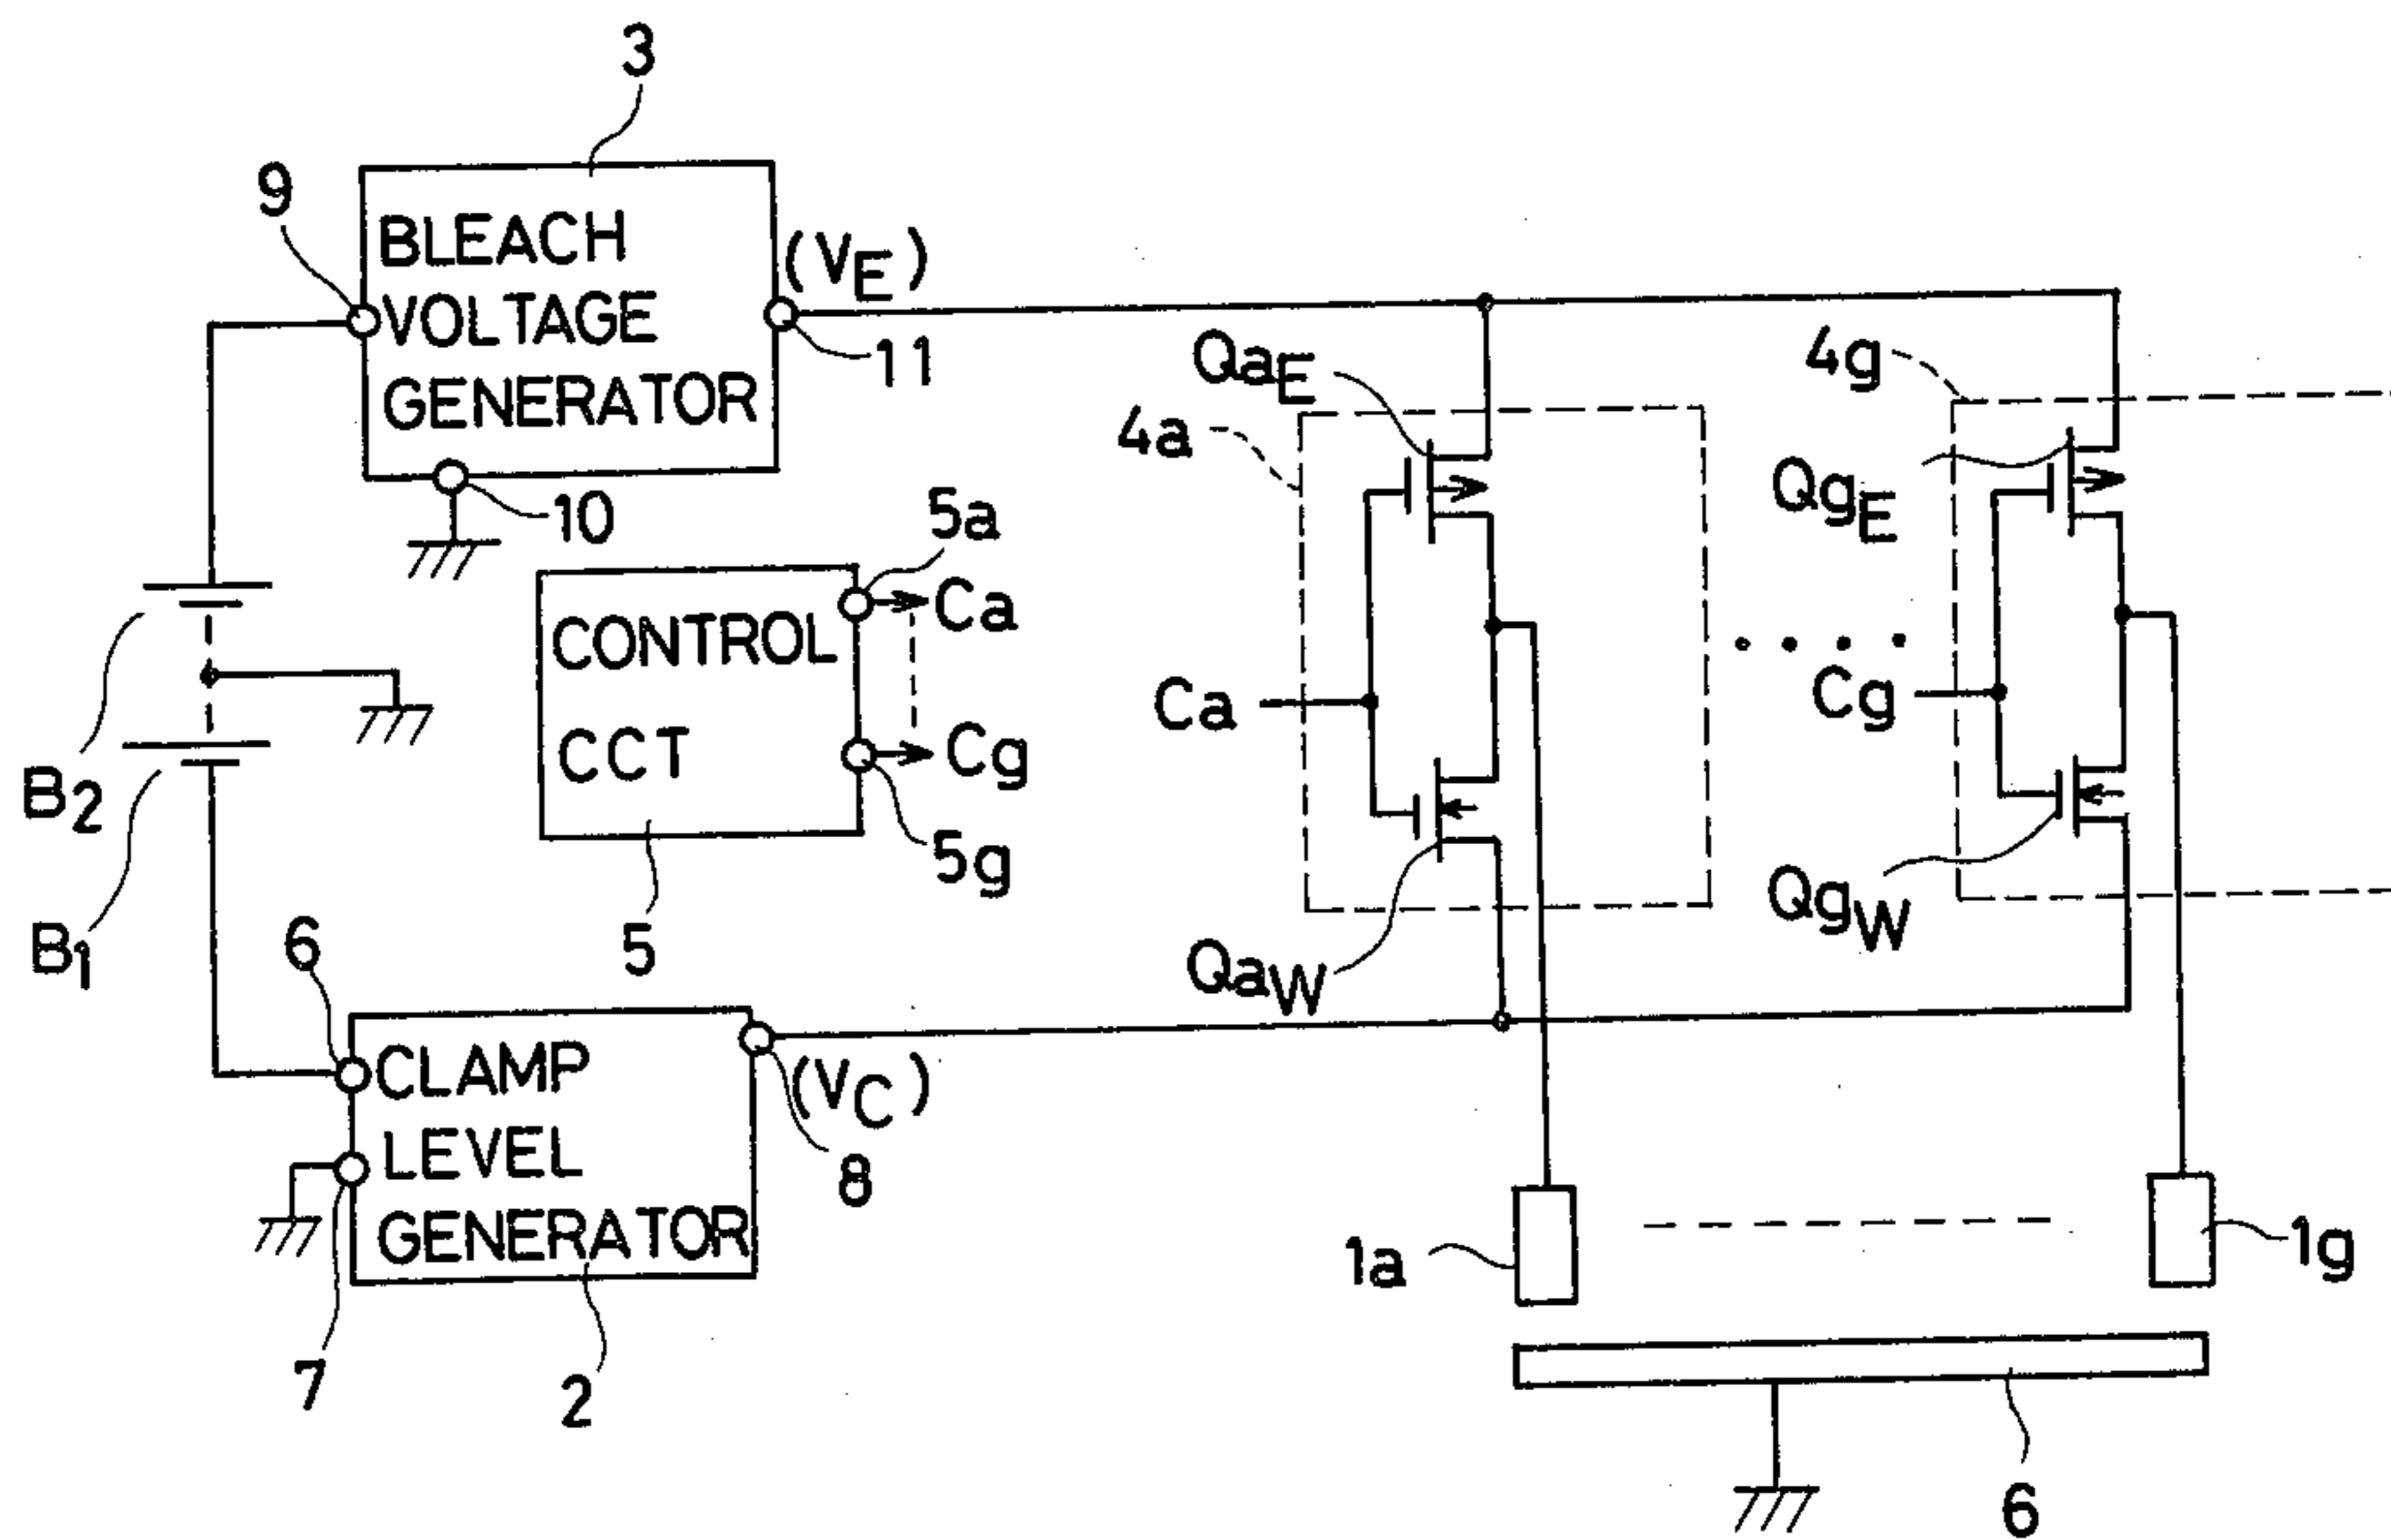 3
9
BLEACH
VOLTAGE
GENERATOR
(VE)
11
10
QaE
4a
4g
QgE
5a
Ca
CONTROL
CCT
Cg
5g
5
Ca
Cg
QaW
QgW
B2
B1
6
CLAMP
LEVEL
GENERATOR
(VC)
8
7
2
1a
1g
6